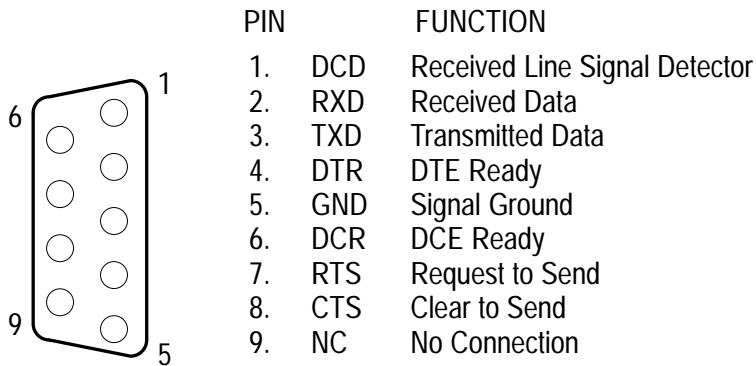 PIN FUNCTION
1. DCD Received Line Signal Detector
2. RXD Received Data
3. TXD Transmitted Data
4. DTR DTE Ready
5. GND Signal Ground
6. DCR DCE Ready
7. RTS Request to Send
8. CTS Clear to Send
9. NC No Connection
1
6
9
5